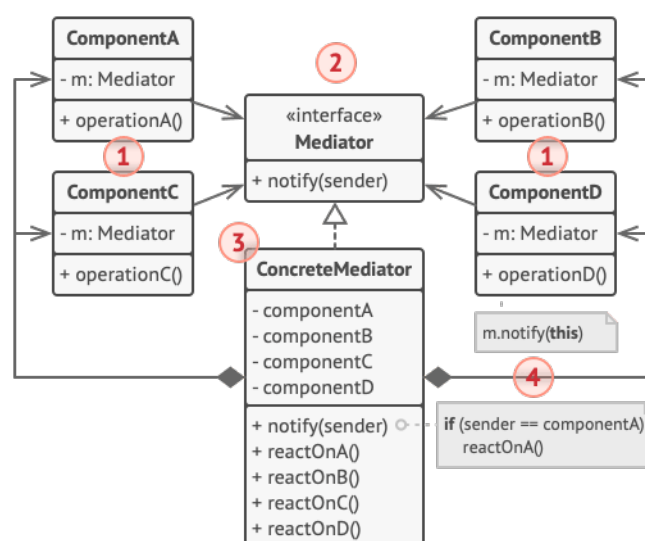 ComponentA
- m: Mediator
+ operationA()
1
ComponentC
- m: Mediator
+ operationC()
2
«interface»
Mediator
+ notify(sender)
ComponentB
- m: Mediator
+ operationB()
1
ComponentD
- m: Mediator
+ operationD()
m.notify(this)
3
ConcreteMediator
- componentA
- componentB
- componentC
- componentD
+ notify(sender)
+ reactOnA()
+ reactOnB()
+ reactOnC()
+ reactOnD()
4
if (sender == componentA)
reactOnA()